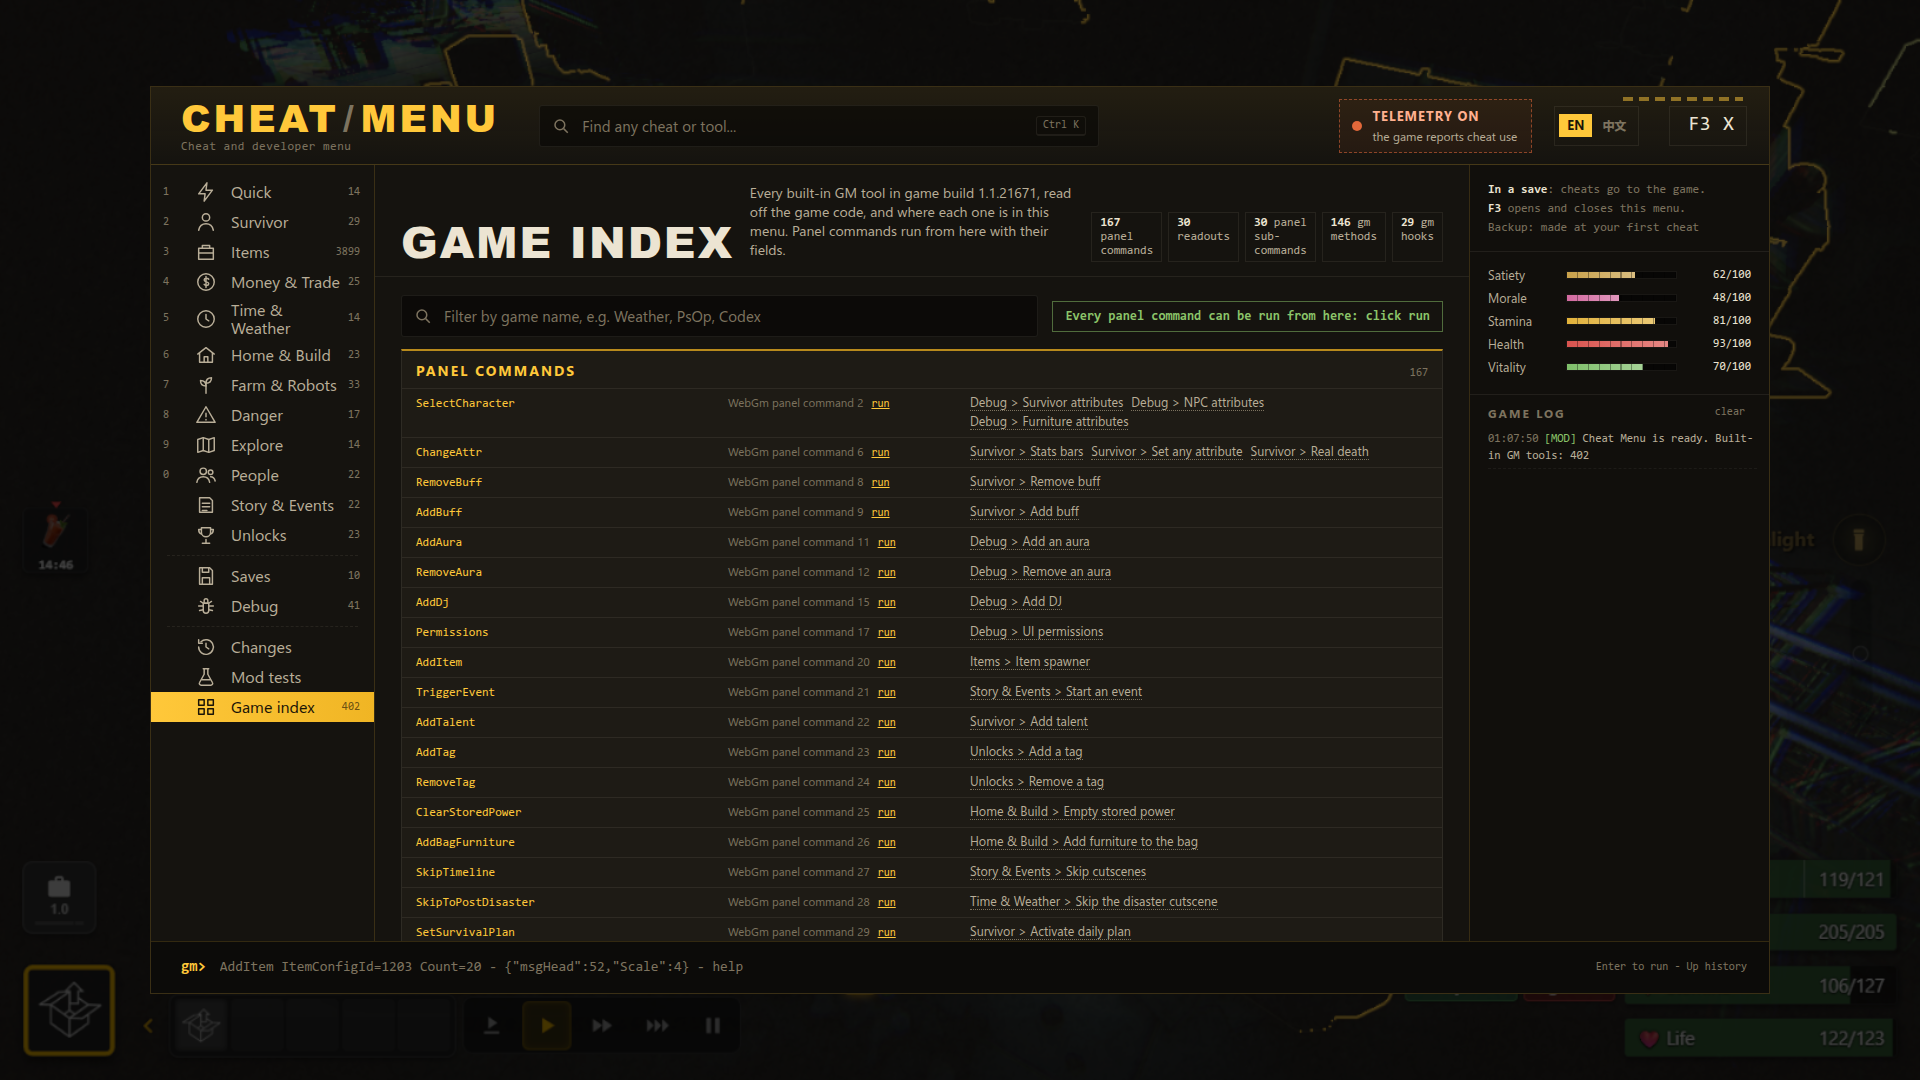 CHEAT/MENU
Cheat and developer menu
Find any cheat or tool...
Ctrl K
TELEMETRY ON
the game reports cheat use
EN 中文
F3 X
1 Quick 14
2 Survivor 29
3 Items 3899
4 Money & Trade 25
5 Time & Weather 14
6 Home & Build 23
7 Farm & Robots 33
8 Danger 17
9 Explore 14
0 People 22
Story & Events 22
Unlocks 23
Saves 10
Debug 41
Changes
Mod tests
Game index 402
GAME INDEX
Every built-in GM tool in game build 1.1.21671, read
off the game code, and where each one is in this
menu. Panel commands run from here with their
fields.
167 panel commands
30 readouts
30 panel sub-commands
146 gm methods
29 gm hooks
Filter by game name, e.g. Weather, PsOp, Codex
Every panel command can be run from here: click run
PANEL COMMANDS 167
SelectCharacter WebGm panel command 2 run Debug > Survivor attributes Debug > NPC attributes
Debug > Furniture attributes
ChangeAttr WebGm panel command 6 run Survivor > Stats bars Survivor > Set any attribute Survivor > Real death
RemoveBuff WebGm panel command 8 run Survivor > Remove buff
AddBuff WebGm panel command 9 run Survivor > Add buff
AddAura WebGm panel command 11 run Debug > Add an aura
RemoveAura WebGm panel command 12 run Debug > Remove an aura
AddDj WebGm panel command 15 run Debug > Add DJ
Permissions WebGm panel command 17 run Debug > UI permissions
AddItem WebGm panel command 20 run Items > Item spawner
TriggerEvent WebGm panel command 21 run Story & Events > Start an event
AddTalent WebGm panel command 22 run Survivor > Add talent
AddTag WebGm panel command 23 run Unlocks > Add a tag
RemoveTag WebGm panel command 24 run Unlocks > Remove a tag
ClearStoredPower WebGm panel command 25 run Home & Build > Empty stored power
AddBagFurniture WebGm panel command 26 run Home & Build > Add furniture to the bag
SkipTimeline WebGm panel command 27 run Story & Events > Skip cutscenes
SkipToPostDisaster WebGm panel command 28 run Time & Weather > Skip the disaster cutscene
SetSurvivalPlan WebGm panel command 29 run Survivor > Activate daily plan
In a save: cheats go to the game.
F3 opens and closes this menu.
Backup: made at your first cheat
Satiety 62/100
Morale 48/100
Stamina 81/100
Health 93/100
Vitality 70/100
GAME LOG clear
01:07:50 [MOD] Cheat Menu is ready. Built-
in GM tools: 402
gm> AddItem ItemConfigId=1203 Count=20 - {"msgHead":52,"Scale":4} - help
Enter to run - Up history
14:46
1.0
light
119/121
205/205
106/127
Life 122/123